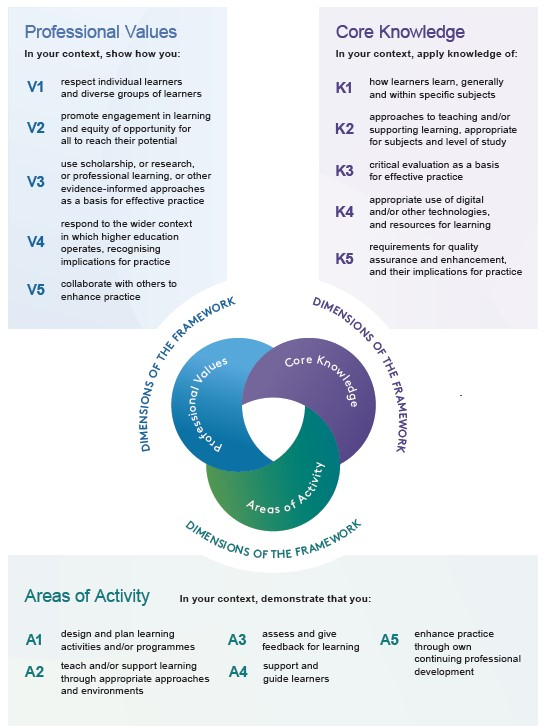 Professional Values
In your context, show how you:
V1 respect individual learners
and diverse groups of learners
V2 promote engagement in learning
and equity of opportunity for
all to reach their potential
V3 use scholarship, or research,
or professional learning, or other
evidence-informed approaches
as a basis for effective practice
V4 respond to the wider context
in which higher education
operates, recognising
implications for practice
V5 collaborate with others to
enhance practice
Core Knowledge
In your context, apply knowledge of:
K1 how learners learn, generally
and within specific subjects
K2 approaches to teaching and/or
supporting learning, appropriate
for subjects and level of study
K3 critical evaluation as a basis
for effective practice
K4 appropriate use of digital
and/or other technologies,
and resources for learning
K5 requirements for quality
assurance and enhancement,
and their implications for practice
DIMENSIONS OF THE FRAMEWORK
DIMENSIONS OF THE FRAMEWORK
Professional Values
Core Knowledge
Areas of Activity
DIMENSIONS OF THE FRAMEWORK
Areas of Activity
In your context, demonstrate that you:
A1 design and plan learning
activities and/or programmes
A2 teach and/or support learning
through appropriate approaches
and environments
A3 assess and give
feedback for learning
A4 support and
guide learners
A5 enhance practice
through own
continuing professional
development